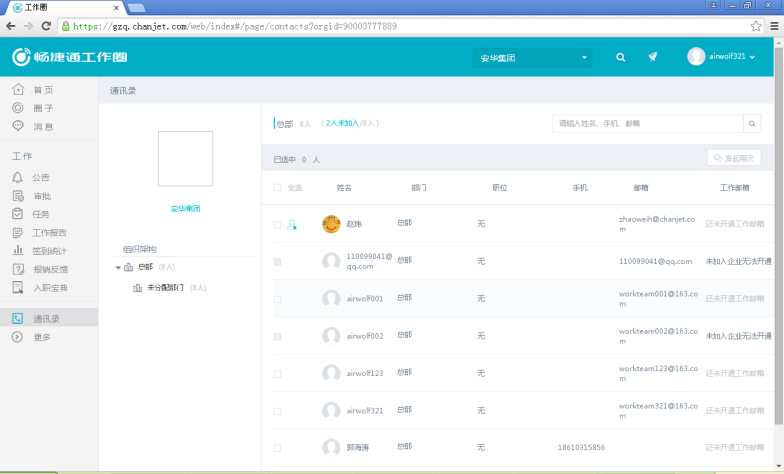 工作圈
https://gzq.chanjet.com/web/index#/page/contacts?orgid=90003777889
畅捷通工作圈
安华集团
airwolf321
首页
圈子
消息
工作
公告
审批
任务
工作报告
签到统计
报销反馈
入职宝典
通讯录
更多
通讯录
安华集团
组织架构
总部 (8人)
未分配部门 (8人)
总部 8人 (2人未加入/8人)
请输入姓名、手机、邮箱
已选中 0 人
发起聊天
全选 姓名 部门 职位 手机 邮箱 工作邮箱
赵炜 总部 无 zhaoweih@chanjet.com 还未开通工作邮箱
110099041@qq.com 总部 无 110099041@qq.com 未加入企业无法开通
airwolf001 总部 无 workteam001@163.com 还未开通工作邮箱
airwolf002 总部 无 workteam002@163.com 未加入企业无法开通
airwolf123 总部 无 workteam123@163.com 还未开通工作邮箱
airwolf321 总部 无 workteam321@163.com 还未开通工作邮箱
郭海涛 总部 无 18610315856 还未开通工作邮箱